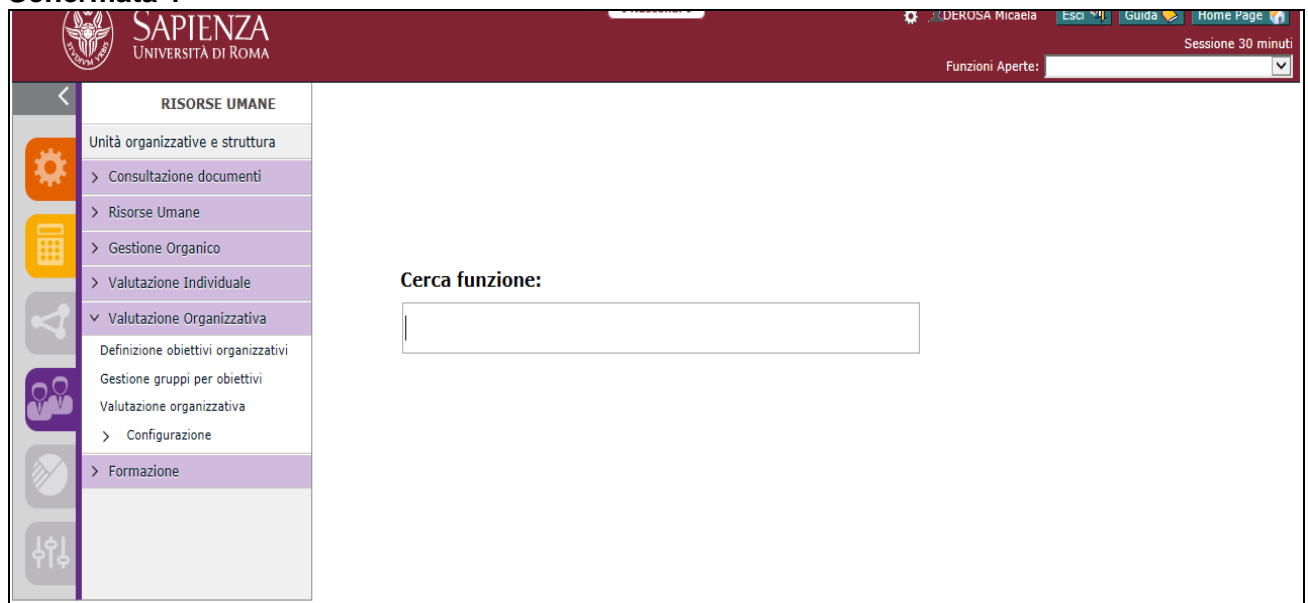 SAPIENZA
UNIVERSITÀ DI ROMA
DEROSA Micaela
Esci
Guida
Home Page
Sessione 30 minuti
Funzioni Aperte:
RISORSE UMANE
Unità organizzative e struttura
> Consultazione documenti
> Risorse Umane
> Gestione Organico
> Valutazione Individuale
Valutazione Organizzativa
Definizione obiettivi organizzativi
Gestione gruppi per obiettivi
Valutazione organizzativa
> Configurazione
> Formazione
Cerca funzione: